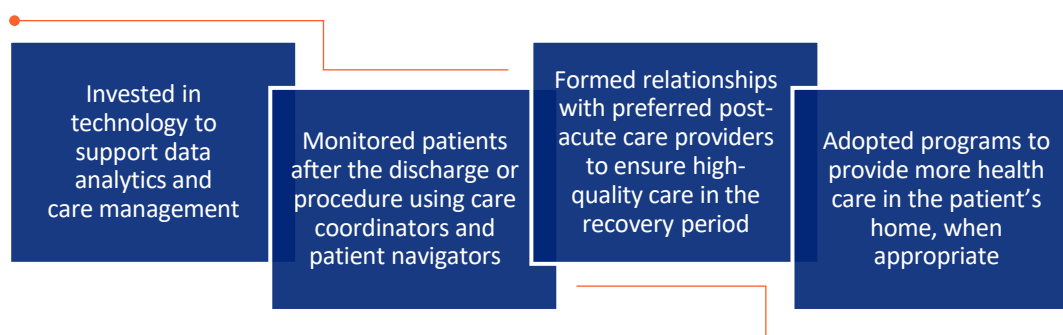 Invested in
technology to
support data
analytics and
care management
Monitored patients
after the discharge or
procedure using care
coordinators and
patient navigators
Formed relationships
with preferred post-
acute care providers
to ensure high-
quality care in the
recovery period
Adopted programs to
provide more health
care in the patient’s
home, when
appropriate